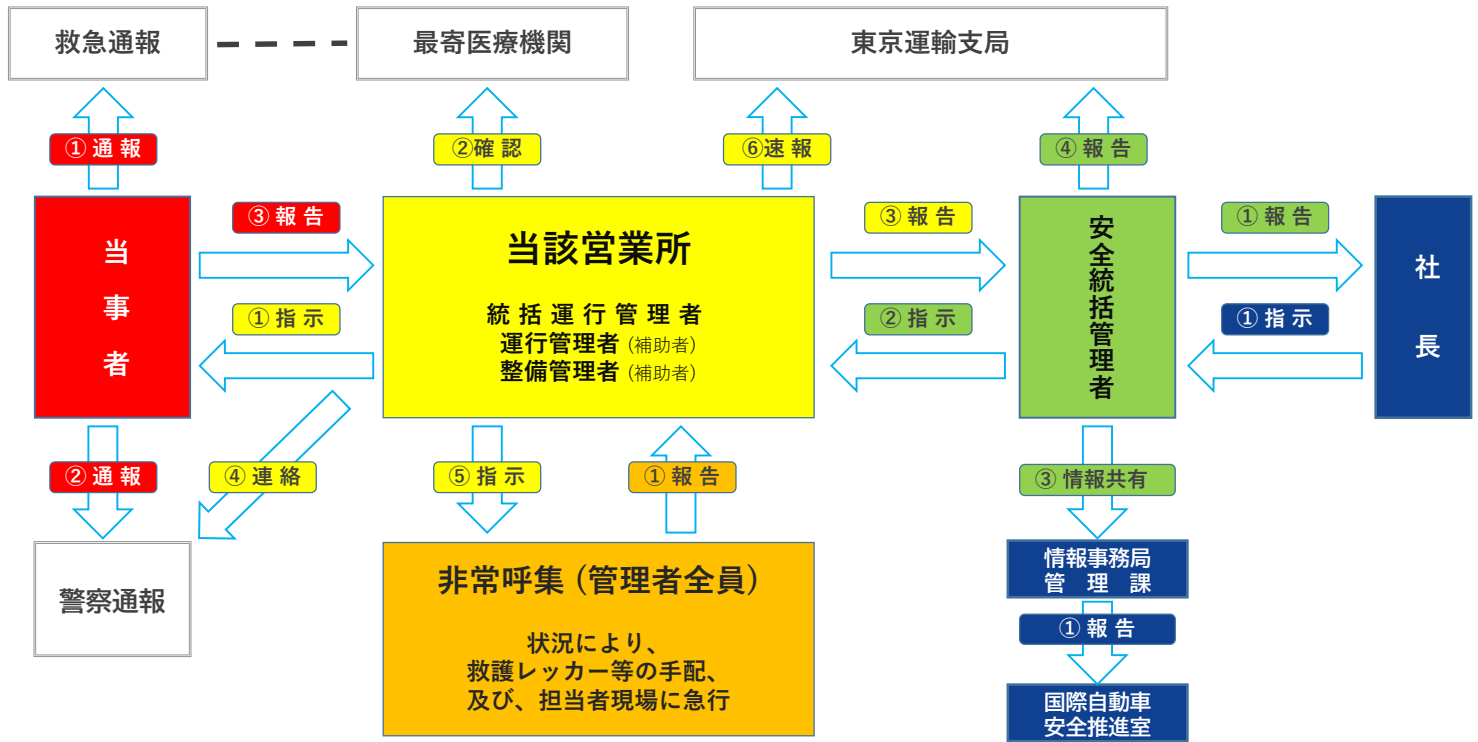 救急通報
最寄医療機関
東京運輸支局
①通報
②確認
⑥速報
④報告
当事者
③報告
①指示
当該営業所
統括運行管理者
運行管理者(補助者)
整備管理者(補助者)
③報告
②指示
安全統括管理者
①報告
①指示
社長
②通報
④連絡
⑤指示
①報告
③情報共有
警察通報
非常呼集(管理者全員)
状況により、
救護レッカー等の手配、
及び、担当者現場に急行
情報事務局
管理課
①報告
国際自動車
安全推進室